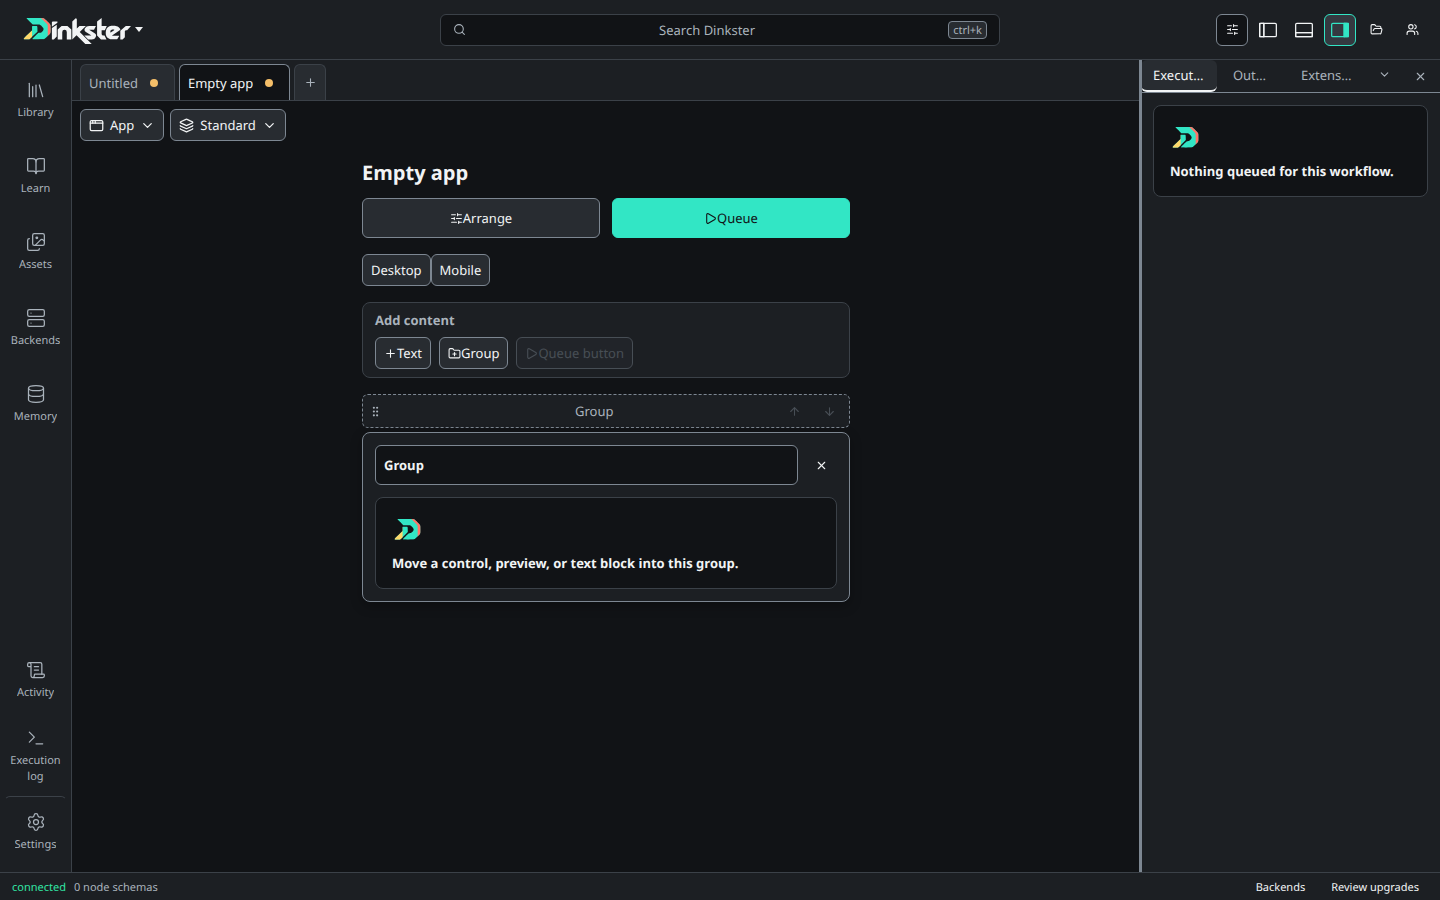 Dinkster
Search Dinkster
ctrl+k
Library
Learn
Assets
Backends
Memory
Activity
Execution
log
Settings
Untitled
Empty app
App
Standard
Empty app
Arrange
Queue
Desktop
Mobile
Add content
Text
Group
Queue button
Group
Group
Move a control, preview, or text block into this group.
Execut...
Out...
Extens...
Nothing queued for this workflow.
connected
0 node schemas
Backends
Review upgrades